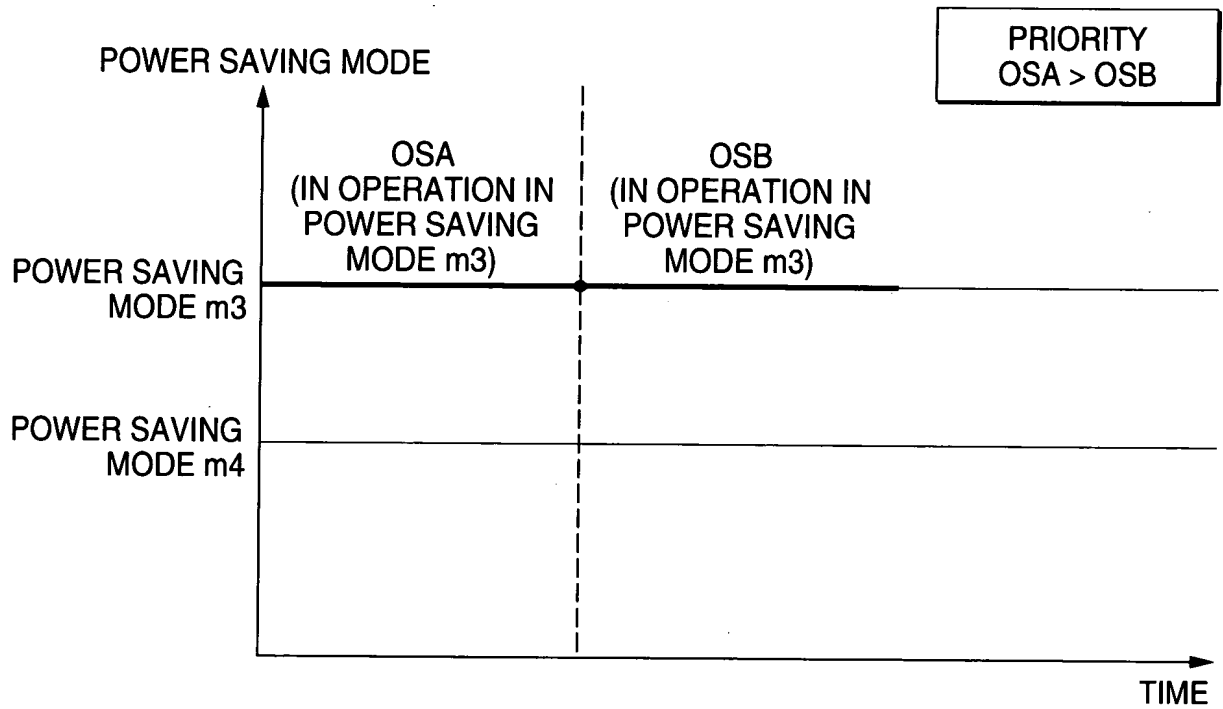 PRIORITY
OSA > OSB
POWER SAVING MODE
OSA
(IN OPERATION IN
POWER SAVING
MODE m3)
OSB
(IN OPERATION IN
POWER SAVING
MODE m3)
POWER SAVING
MODE m3
POWER SAVING
MODE m4
TIME